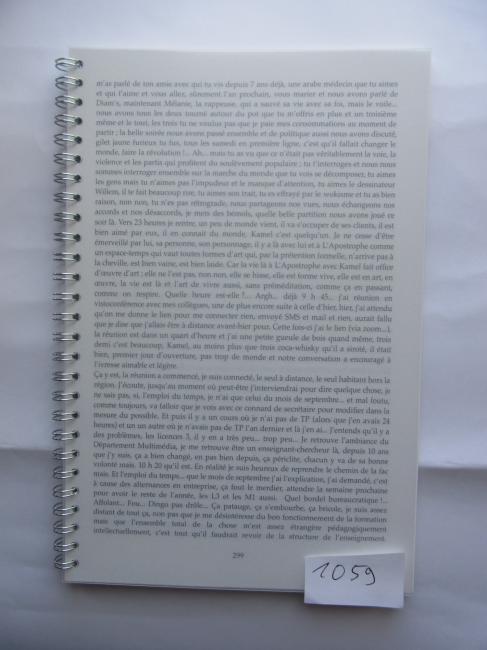 m'as parlé de ton amie avec qui tu vis depuis 7 ans déjà, une arabe médecin que tu aimes
et qui t'aime et vous allez, sûrement l'an prochain, vous marier et nous avons parlé de
Diam's, maintenant Mélanie, la rappeuse, qui a sauvé sa vie avec sa foi, mais le voile...
nous avons tous les deux tourné autour du pot que tu m'offris en plus et un troisième
même et le tout, les trois tu ne voulus pas que je paie mes consommations au moment de
partir ; la belle soirée nous avons passé ensemble et de politique aussi nous avons discuté,
gilet jaune furieux tu fus, tous les samedi en première ligne, c'est qu'il fallait changer le
monde, faire la révolution !... Ah... mais tu as vu que ce n'était pas véritablement la voie, la
violence et les partis qui profitent du soulèvement populaire ; tu t'interroges et nous nous
sommes interroger ensemble sur la marche du monde que tu vois se décomposer, tu aimes
les gens mais tu n'aimes pas l'impudeur et le manque d'attention, tu aimes le dessinateur
Willem, il te fait beaucoup rire, tu aimes son trait, tu es effrayé par le wokisme et tu as bien
raison, non non, tu n'es pas rétrograde, nous partageons nos vues, nous échangeons nos
accords et nos désaccords, je mets des bémols, quelle belle partition nous avons joué ce
soir là. Vers 23 heures je rentre, un peu de monde vient, il va s'occuper de ses clients, il est
bien aimé par eux, il en connait du monde. Kamel c'est quelqu'un. Je ne cesse d'être
émerveillé par lui, sa personne, son personnage, il y a là avec lui et à L'Apostrophe comme
un espace-temps qui vaut toutes formes d'art qui, par la prétention formelle, n'arrive pas à
la cheville, est bien vaine, est bien laide. Car la vie là à L'Apostrophe avec Kamel fait office
d'œuvre d'art : elle ne l'est pas, non non, elle se hisse, elle est forme vive, elle est en art, en
œuvre, la vie est là et l'art de vivre aussi, sans préméditation, comme ça en passant,
comme on respire. Quelle heure est-elle ?.... Argh... déjà 9 h 45... j'ai réunion en
visioconférence avec mes collègues, une de plus encore suite à celle d'hier, hier, j'ai attendu
qu'on me donne le lien pour me connecter rien, envoyé SMS et mail et rien, aurait fallu
que je dise que j'allais être à distance avant-hier pour. Cette fois-ci j'ai le lien (via zoom...),
la réunion est dans un quart d'heure et j'ai une petite gueule de bois quand même, trois
demi c'est beaucoup, Kamel, au moins plus que trois coca-whisky qu'il a siroté, il était
bien, premier jour d'ouverture, pas trop de monde et notre conversation a encouragé à
l'ivresse aimable et légère.
Ça y est, la réunion a commencé, je suis connecté, le seul à distance, le seul habitant hors la
région. J'écoute, jusqu'au moment où peut-être j'interviendrai pour dire quelque chose, je
ne sais pas, si, l'emploi du temps, je n'ai que celui du mois de septembre... et mal foutu,
comme toujours, va falloir que je vois avec ce connard de secrétaire pour modifier dans la
mesure du possible. Et puis il y a un cours où je n'ai pas de TP (alors que j'en avais 24
heures) et un un autre où je n'avais pas de TP l'an dernier et là j'en ai... J'entends qu'il y a
des problèmes, les licences 3, il y en a très peu... trop peu... Je retrouve l'ambiance du
Département Multimédia, je me retrouve être un enseignant-chercheur là, depuis 10 ans
que j'y suis, ça a bien changé, en pas bien depuis, ça périclite, chacun y va de sa bonne
volonté mais. 10 h 20 qu'il est. En réalité je suis heureux de reprendre le chemin de la fac
mais. Et l'emploi du temps... que le mois de septembre j'ai l'explication, j'ai demandé, c'est
à cause des alternances en entreprise, ça fout le merdier, attendre la semaine prochaine
pour avoir le reste de l'année, les L3 et les M1 aussi. Quel bordel bureaucratique !...
Affolant... Feu... Dingo pas drôle... Ça patauge, ça s'embourbe, ça bricole, je suis assez
distant de tout ça, non pas que je me désintéresse du bon fonctionnement de la formation
mais que l'ensemble total de la chose m'est assez étrangère pédagogiquement
intellectuellement, c'est tout qu'il faudrait revoir de la structure de l'enseignement.
299
1059